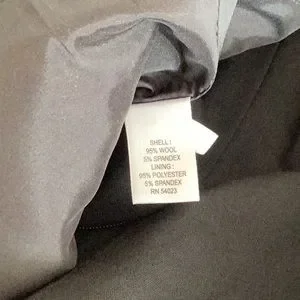 SHELL :
95% WOOL
5% SPANDEX
LINING :
95% POLYESTER
5% SPANDEX
RN 54023